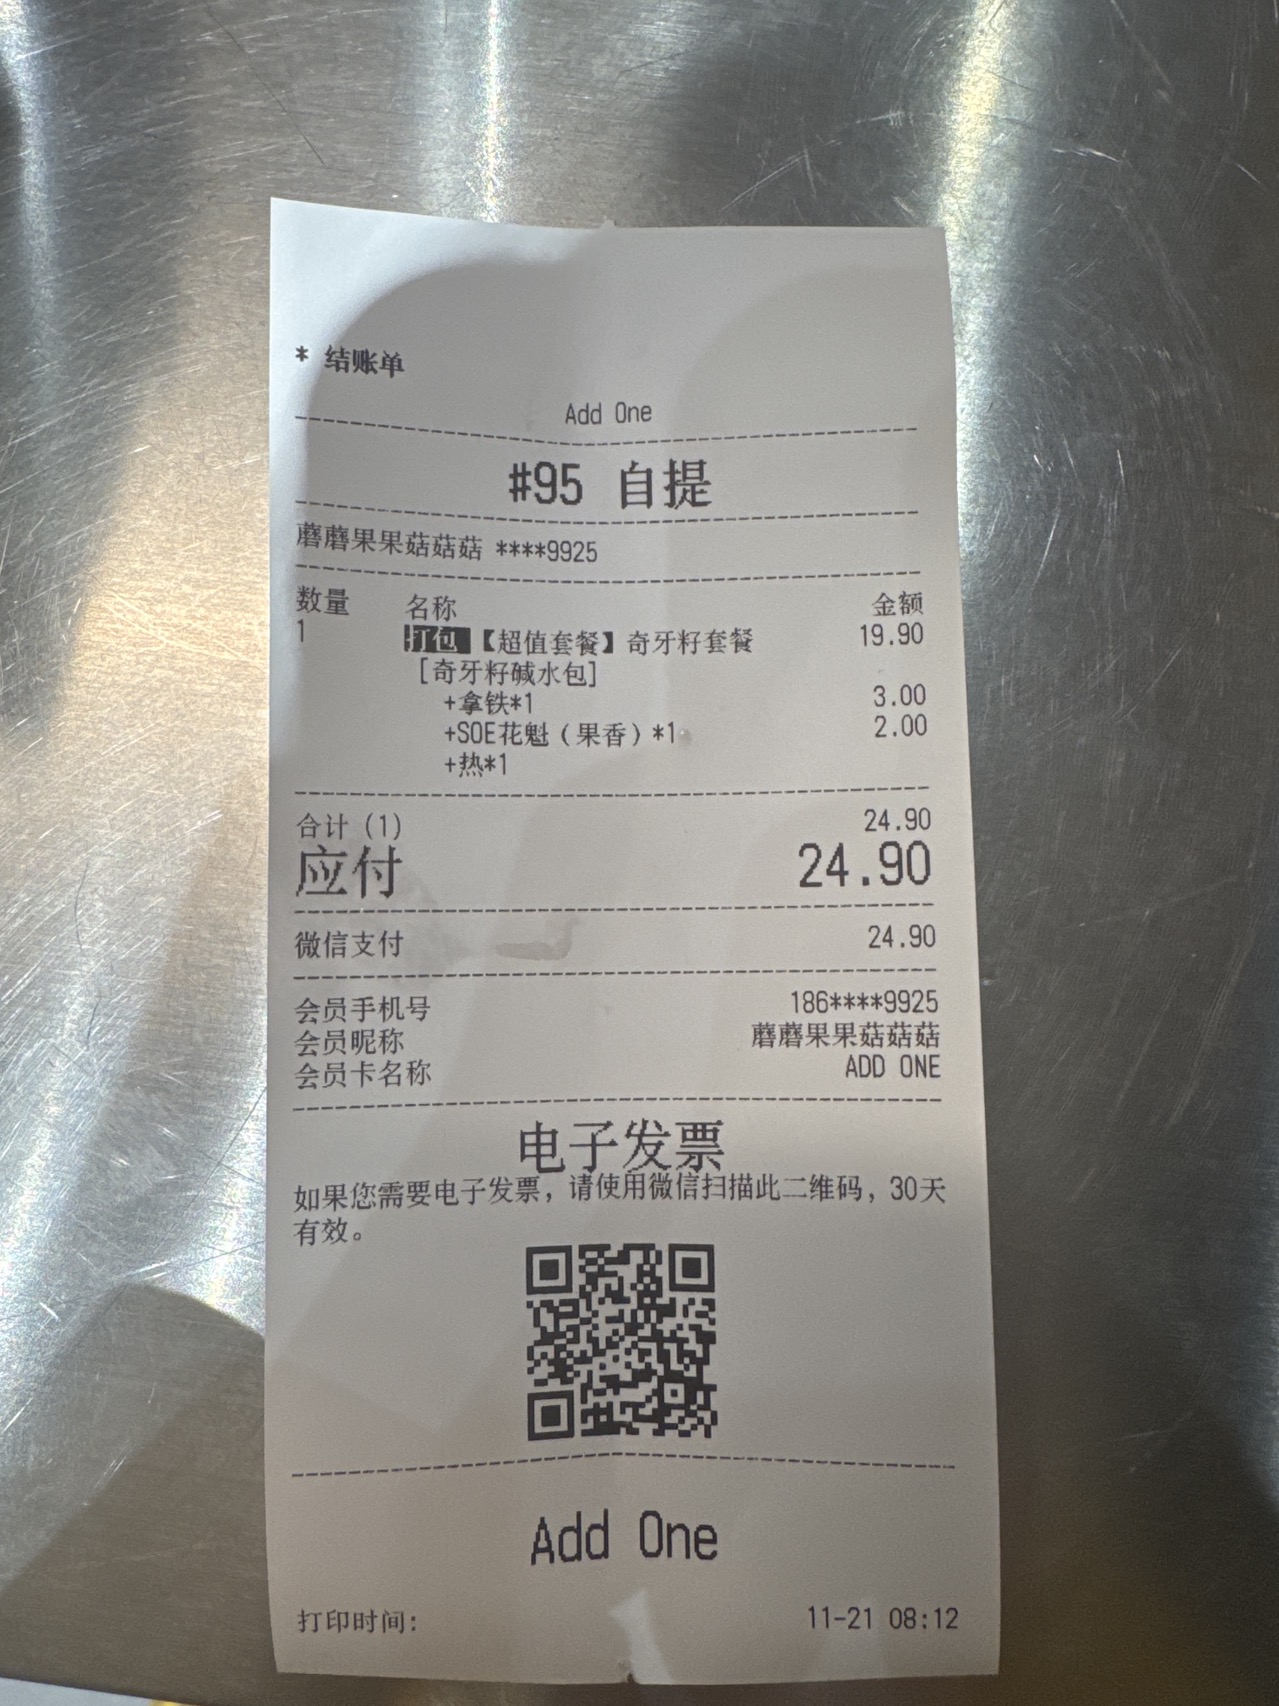 * 结账单
Add One
#95 自提
蘑蘑果果菇菇菇 ****9925
数量 名称 金额
1 打包【超值套餐】奇牙籽套餐 19.90
[奇牙籽碱水包]
+拿铁*1 3.00
+SOE花魁（果香）*1 2.00
+热*1
合计 (1) 24.90
应付 24.90
微信支付 24.90
会员手机号 186****9925
会员昵称 蘑蘑果果菇菇菇
会员卡名称 ADD ONE
电子发票
如果您需要电子发票，请使用微信扫描此二维码，30天
有效。
Add One
打印时间: 11-21 08:12